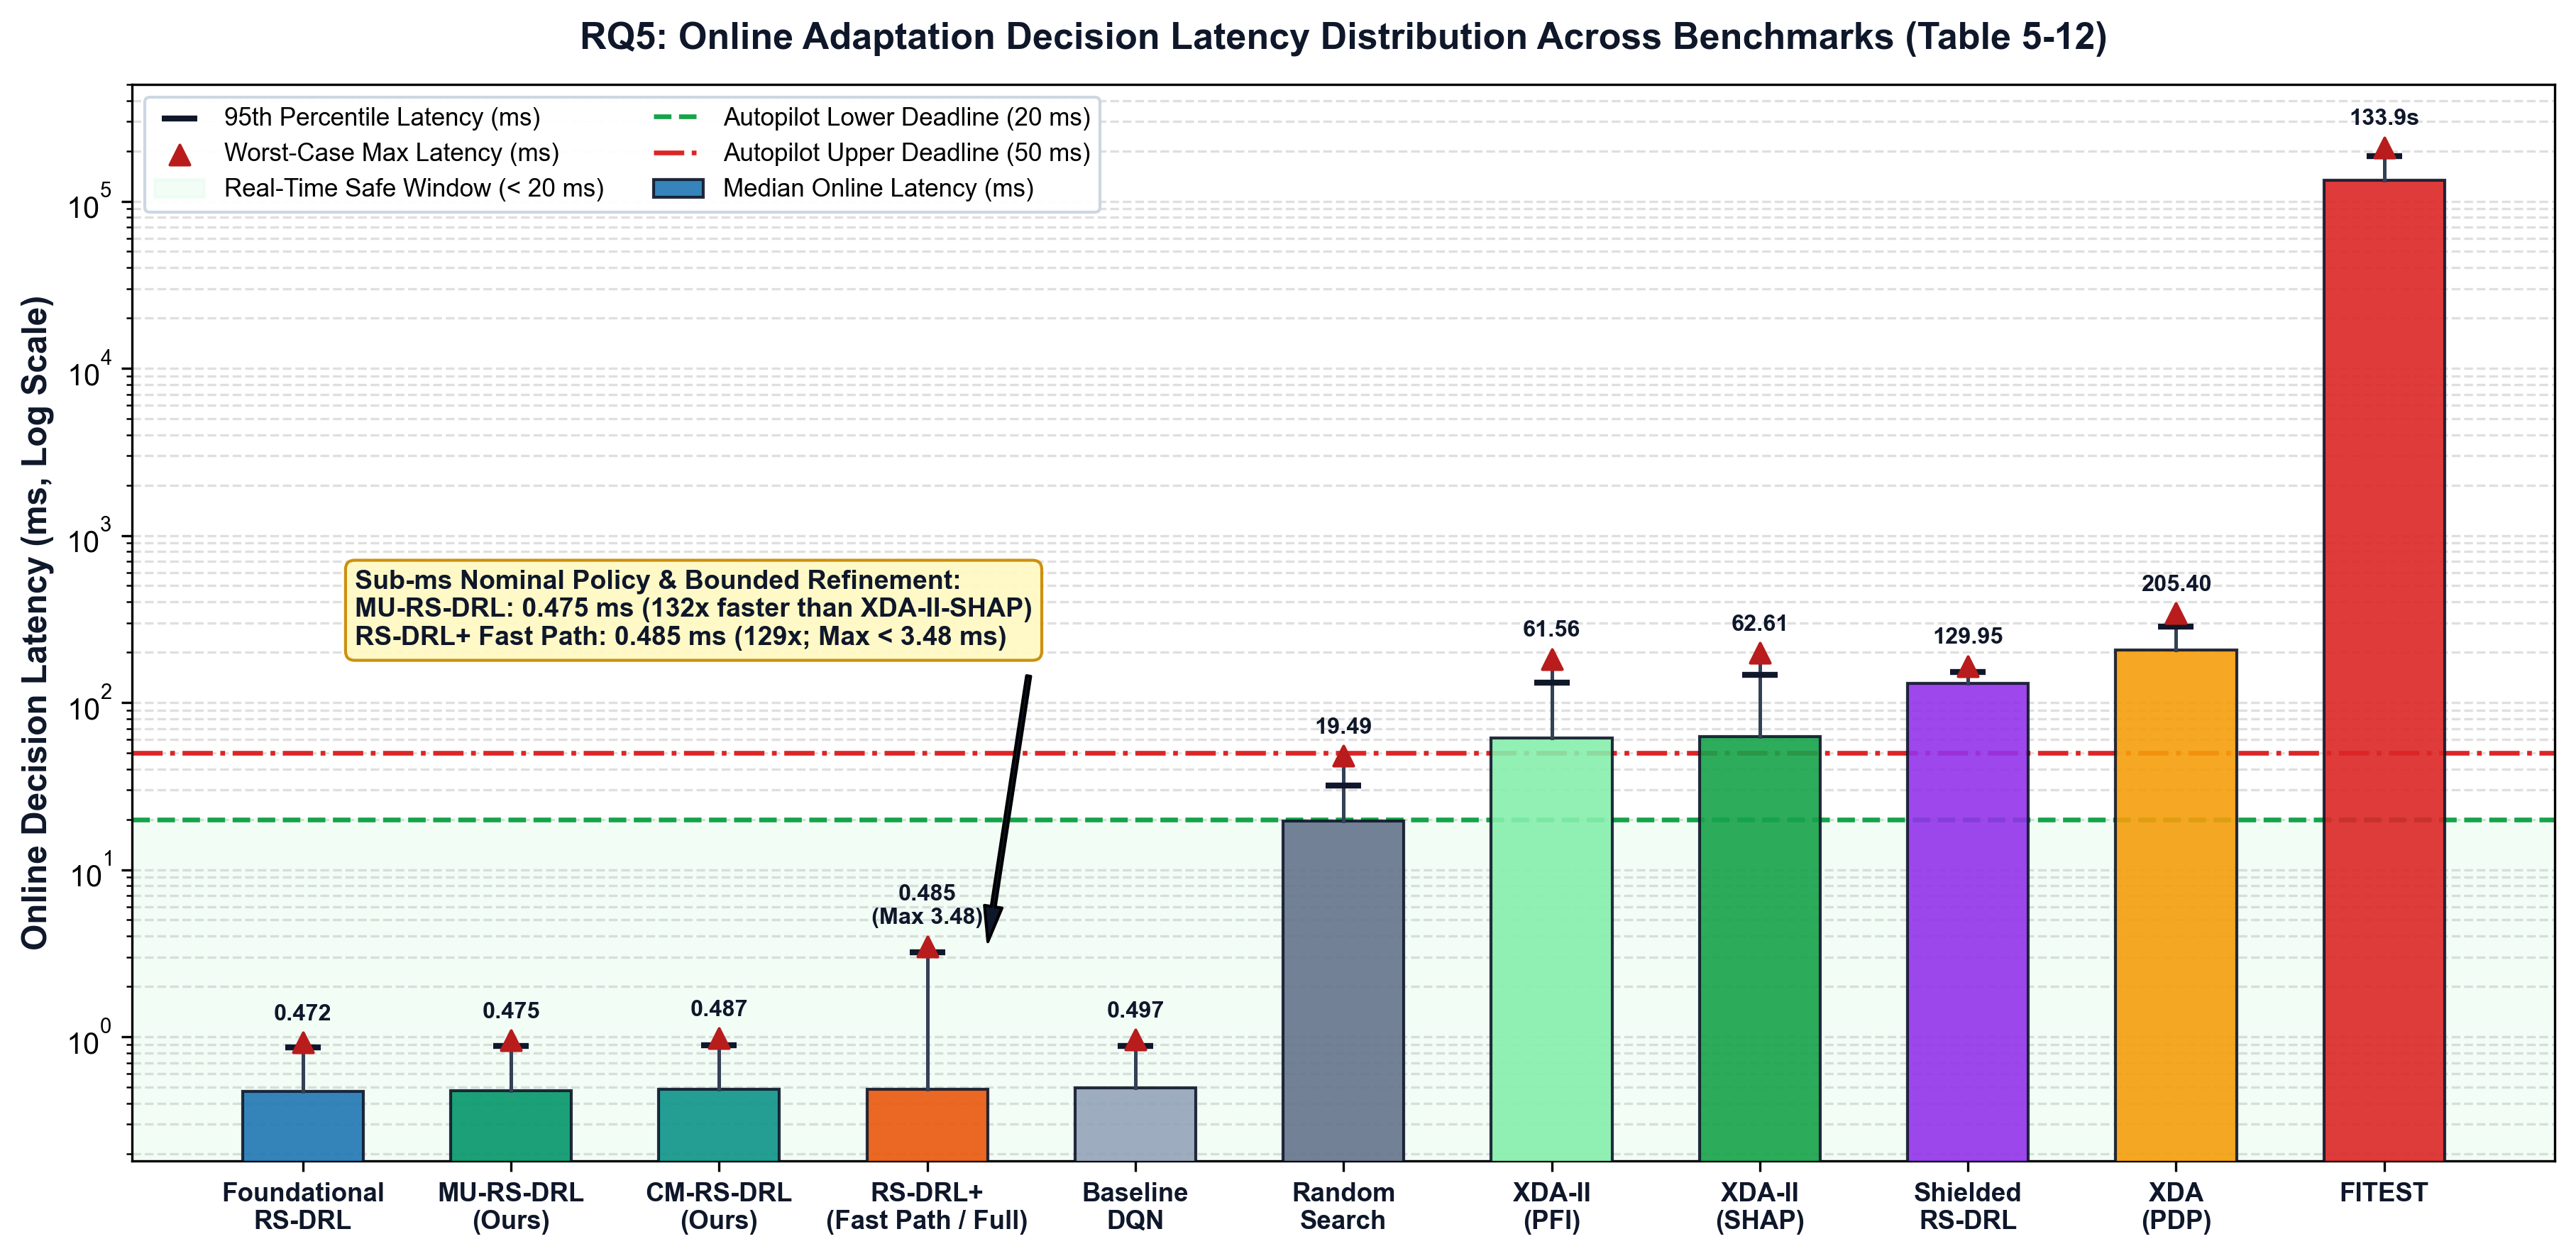 RQ5: Online Adaptation Decision Latency Distribution Across Benchmarks (Table 5-12)
95th Percentile Latency (ms)
Worst-Case Max Latency (ms)
Real-Time Safe Window (< 20 ms)
Autopilot Lower Deadline (20 ms)
Autopilot Upper Deadline (50 ms)
Median Online Latency (ms)
Online Decision Latency (ms, Log Scale)
10^5
10^4
10^3
10^2
10^1
10^0
Sub-ms Nominal Policy & Bounded Refinement:
MU-RS-DRL: 0.475 ms (132x faster than XDA-II-SHAP)
RS-DRL+ Fast Path: 0.485 ms (129x; Max < 3.48 ms)
0.472
0.475
0.487
0.485
(Max 3.48)
0.497
19.49
61.56
62.61
129.95
205.40
133.9s
Foundational
RS-DRL
MU-RS-DRL
(Ours)
CM-RS-DRL
(Ours)
RS-DRL+
(Fast Path / Full)
Baseline
DQN
Random
Search
XDA-II
(PFI)
XDA-II
(SHAP)
Shielded
RS-DRL
XDA
(PDP)
FITEST